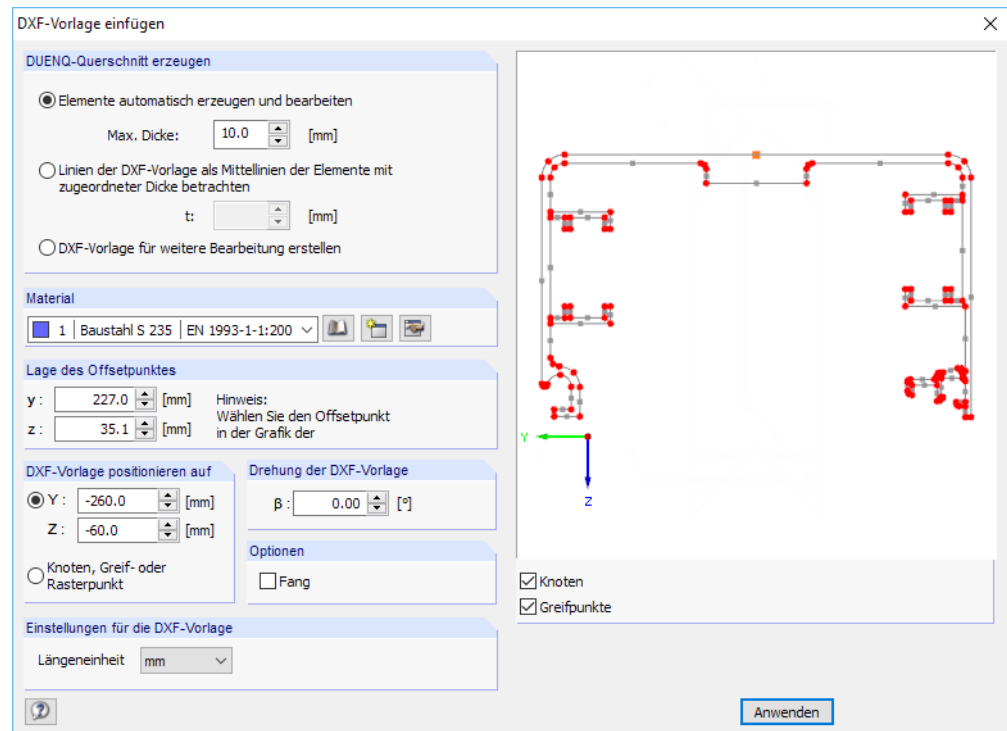 DXF-Vorlage einfügen
DUENQ-Querschnitt erzeugen
Elemente automatisch erzeugen und bearbeiten
Max. Dicke: 10.0 [mm]
Linien der DXF-Vorlage als Mittellinien der Elemente mit
zugeordneter Dicke betrachten
t: [mm]
DXF-Vorlage für weitere Bearbeitung erstellen
Material
1 | Baustahl S 235 | EN 1993-1-1:200
Lage des Offsetpunktes
y : 227.0 [mm]
z : 35.1 [mm]
Hinweis:
Wählen Sie den Offsetpunkt
in der Grafik der
DXF-Vorlage positionieren auf
Y : -260.0 [mm]
Z : -60.0 [mm]
Knoten, Greif- oder
Rasterpunkt
Drehung der DXF-Vorlage
β : 0.00 [°]
Optionen
Fang
Einstellungen für die DXF-Vorlage
Längeneinheit mm
Y
Z
Knoten
Greifpunkte
Anwenden